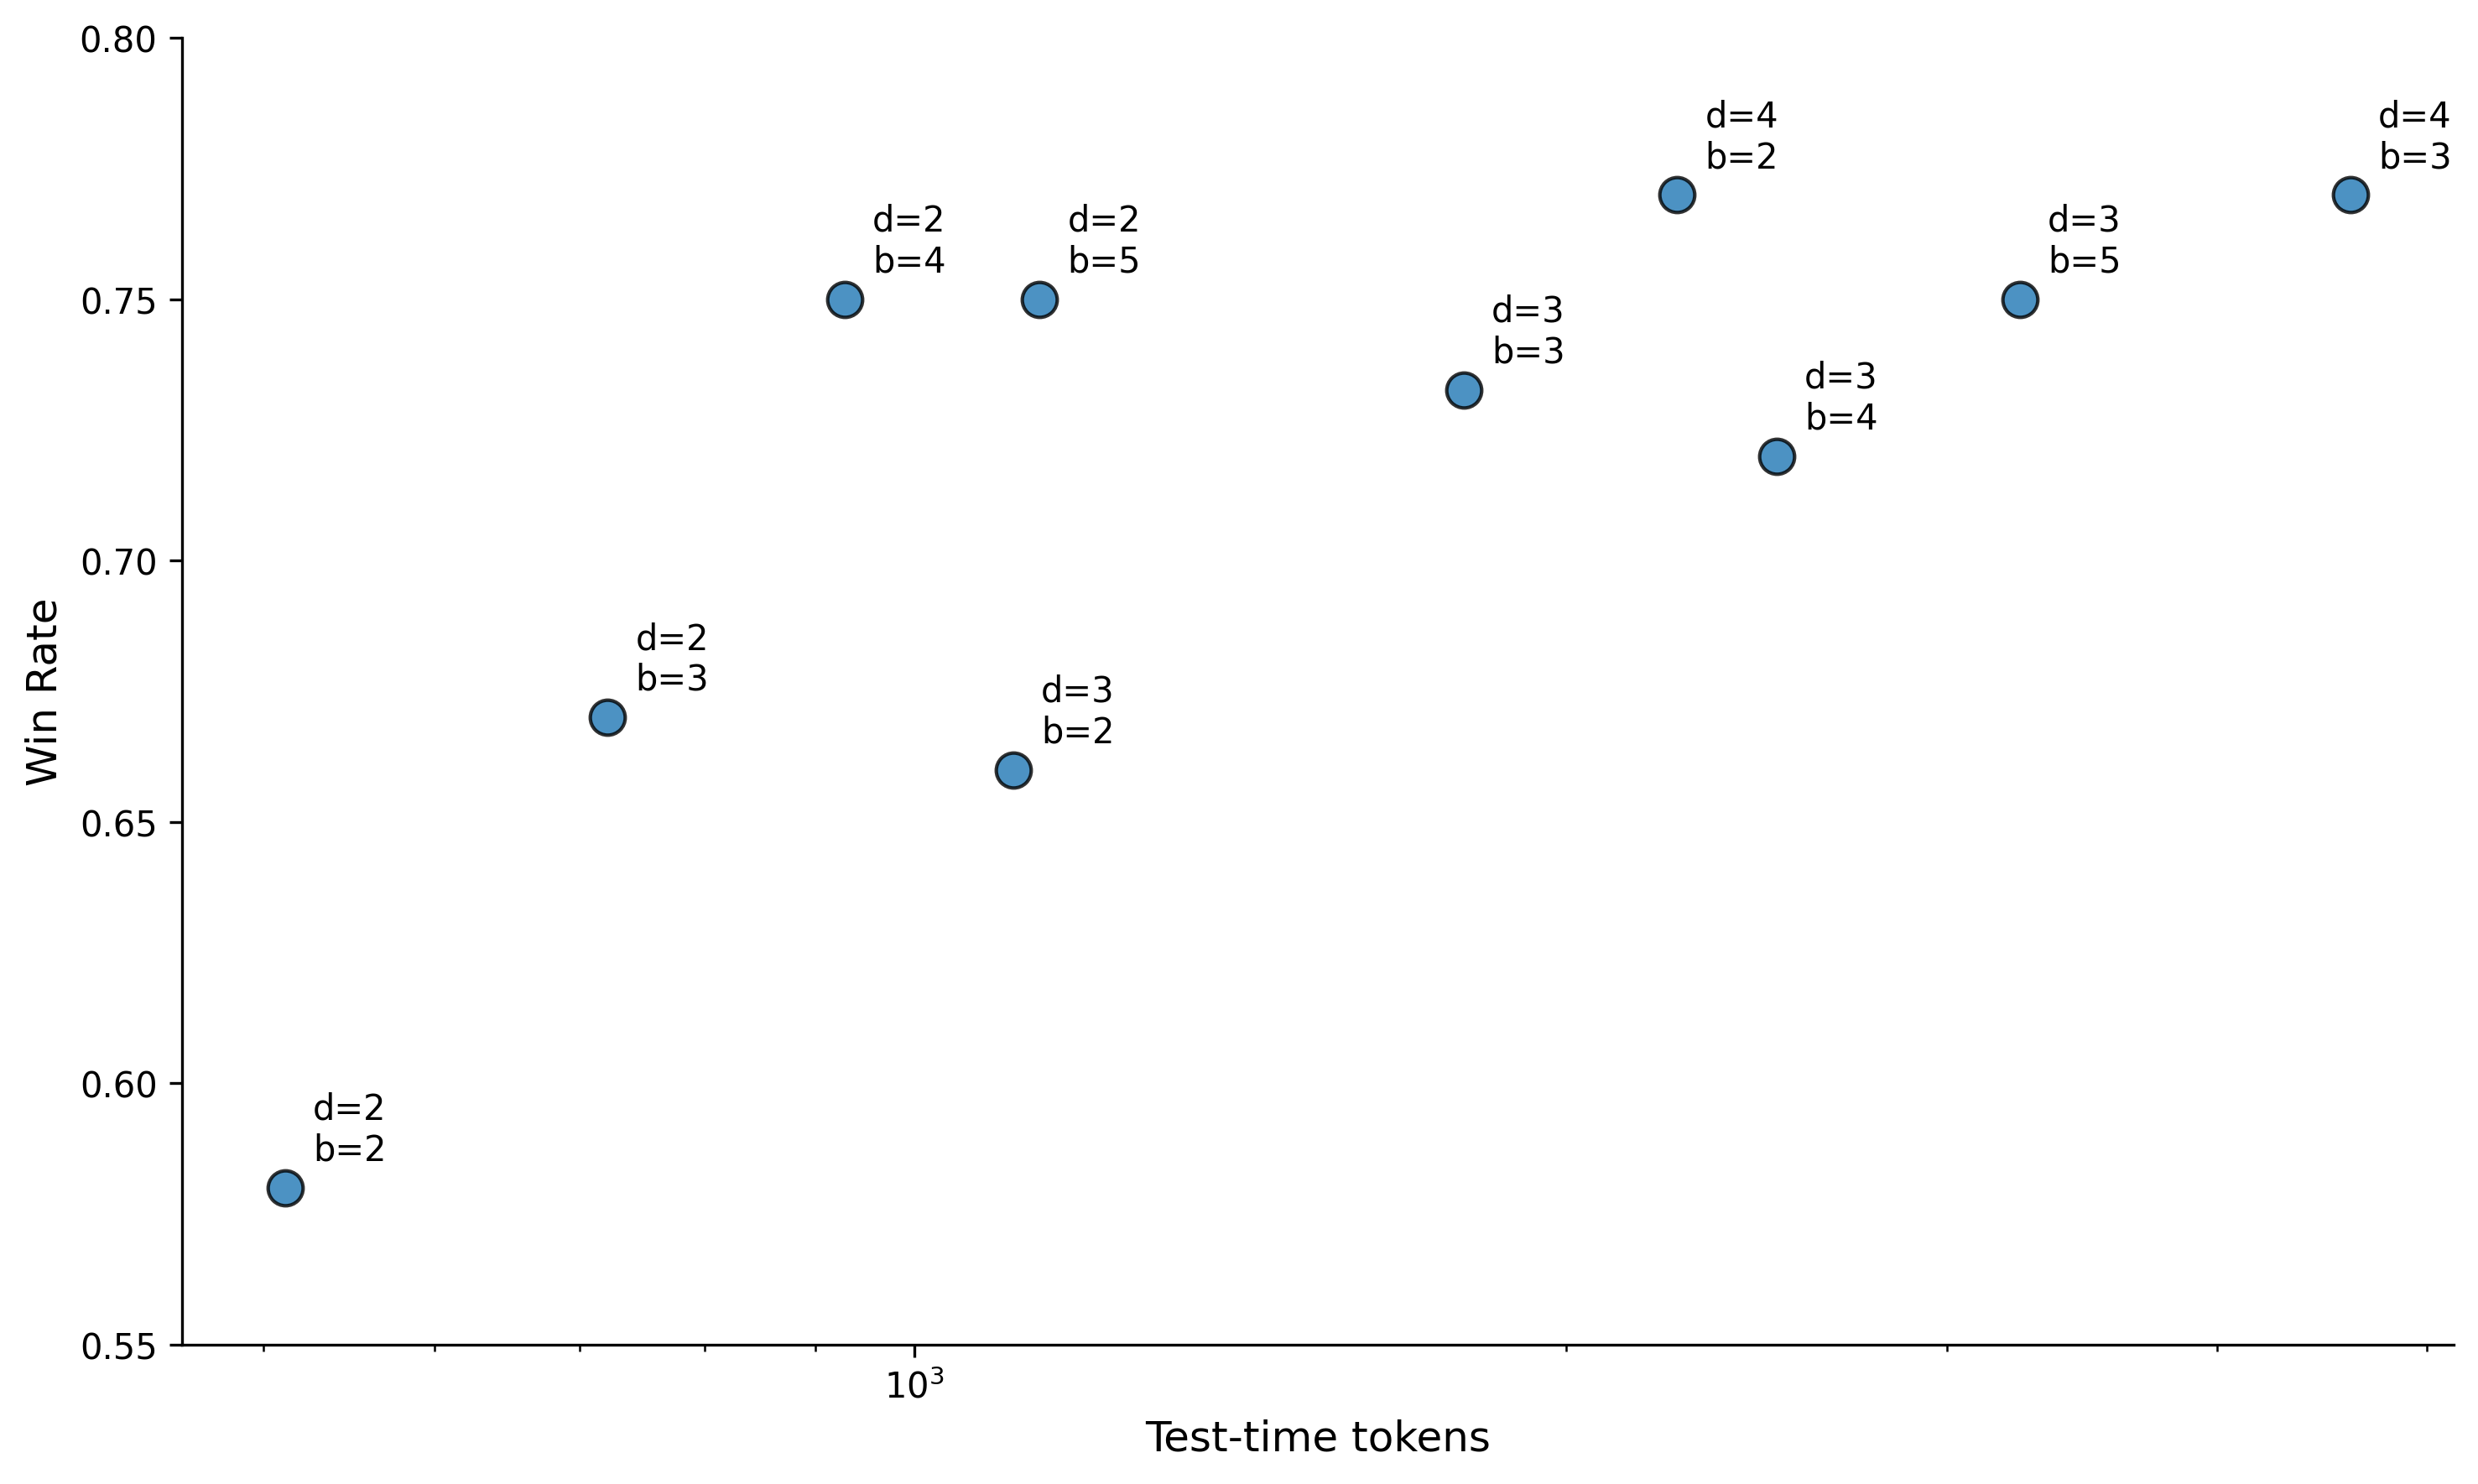 0.80
0.75
0.70
0.65
0.60
0.55
Win Rate
d=4
b=2
d=4
b=3
d=2
b=4
d=2
b=5
d=3
b=5
d=3
b=3
d=3
b=4
d=2
b=3
d=3
b=2
d=2
b=2
10³
Test-time tokens